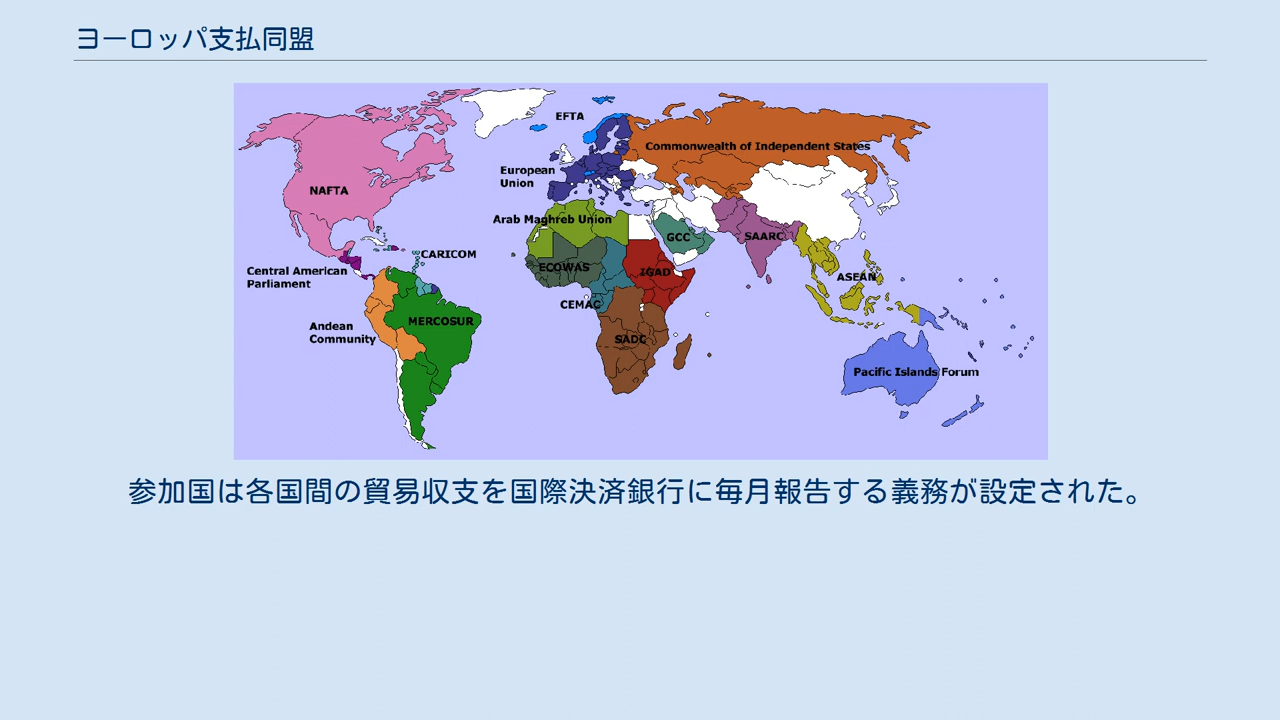 ヨーロッパ支払同盟
EFTA
Commonwealth of Independent States
European
Union
NAFTA
Arab Maghreb Union
GCC
SAARC
CARICOM
Central American
Parliament
ECOWAS
IGAD
ASEAN
CEMAC
MERCOSUR
Andean
Community
SADC
Pacific Islands Forum
参加国は各国間の貿易収支を国際決済銀行に毎月報告する義務が設定された。